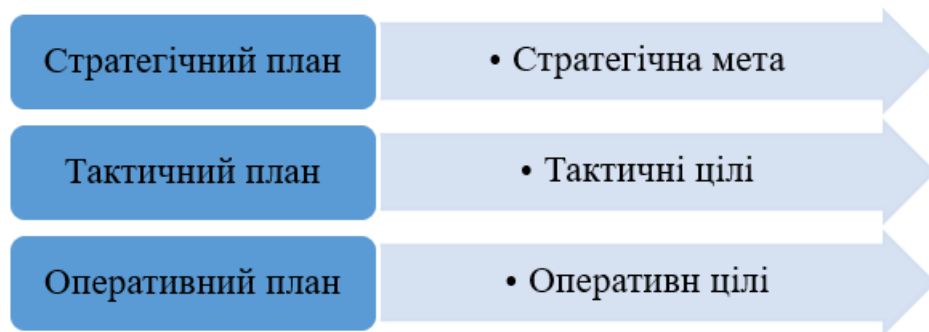 Стратегічний план
• Стратегічна мета
Тактичний план
• Тактичні цілі
Оперативний план
• Оперативн цілі